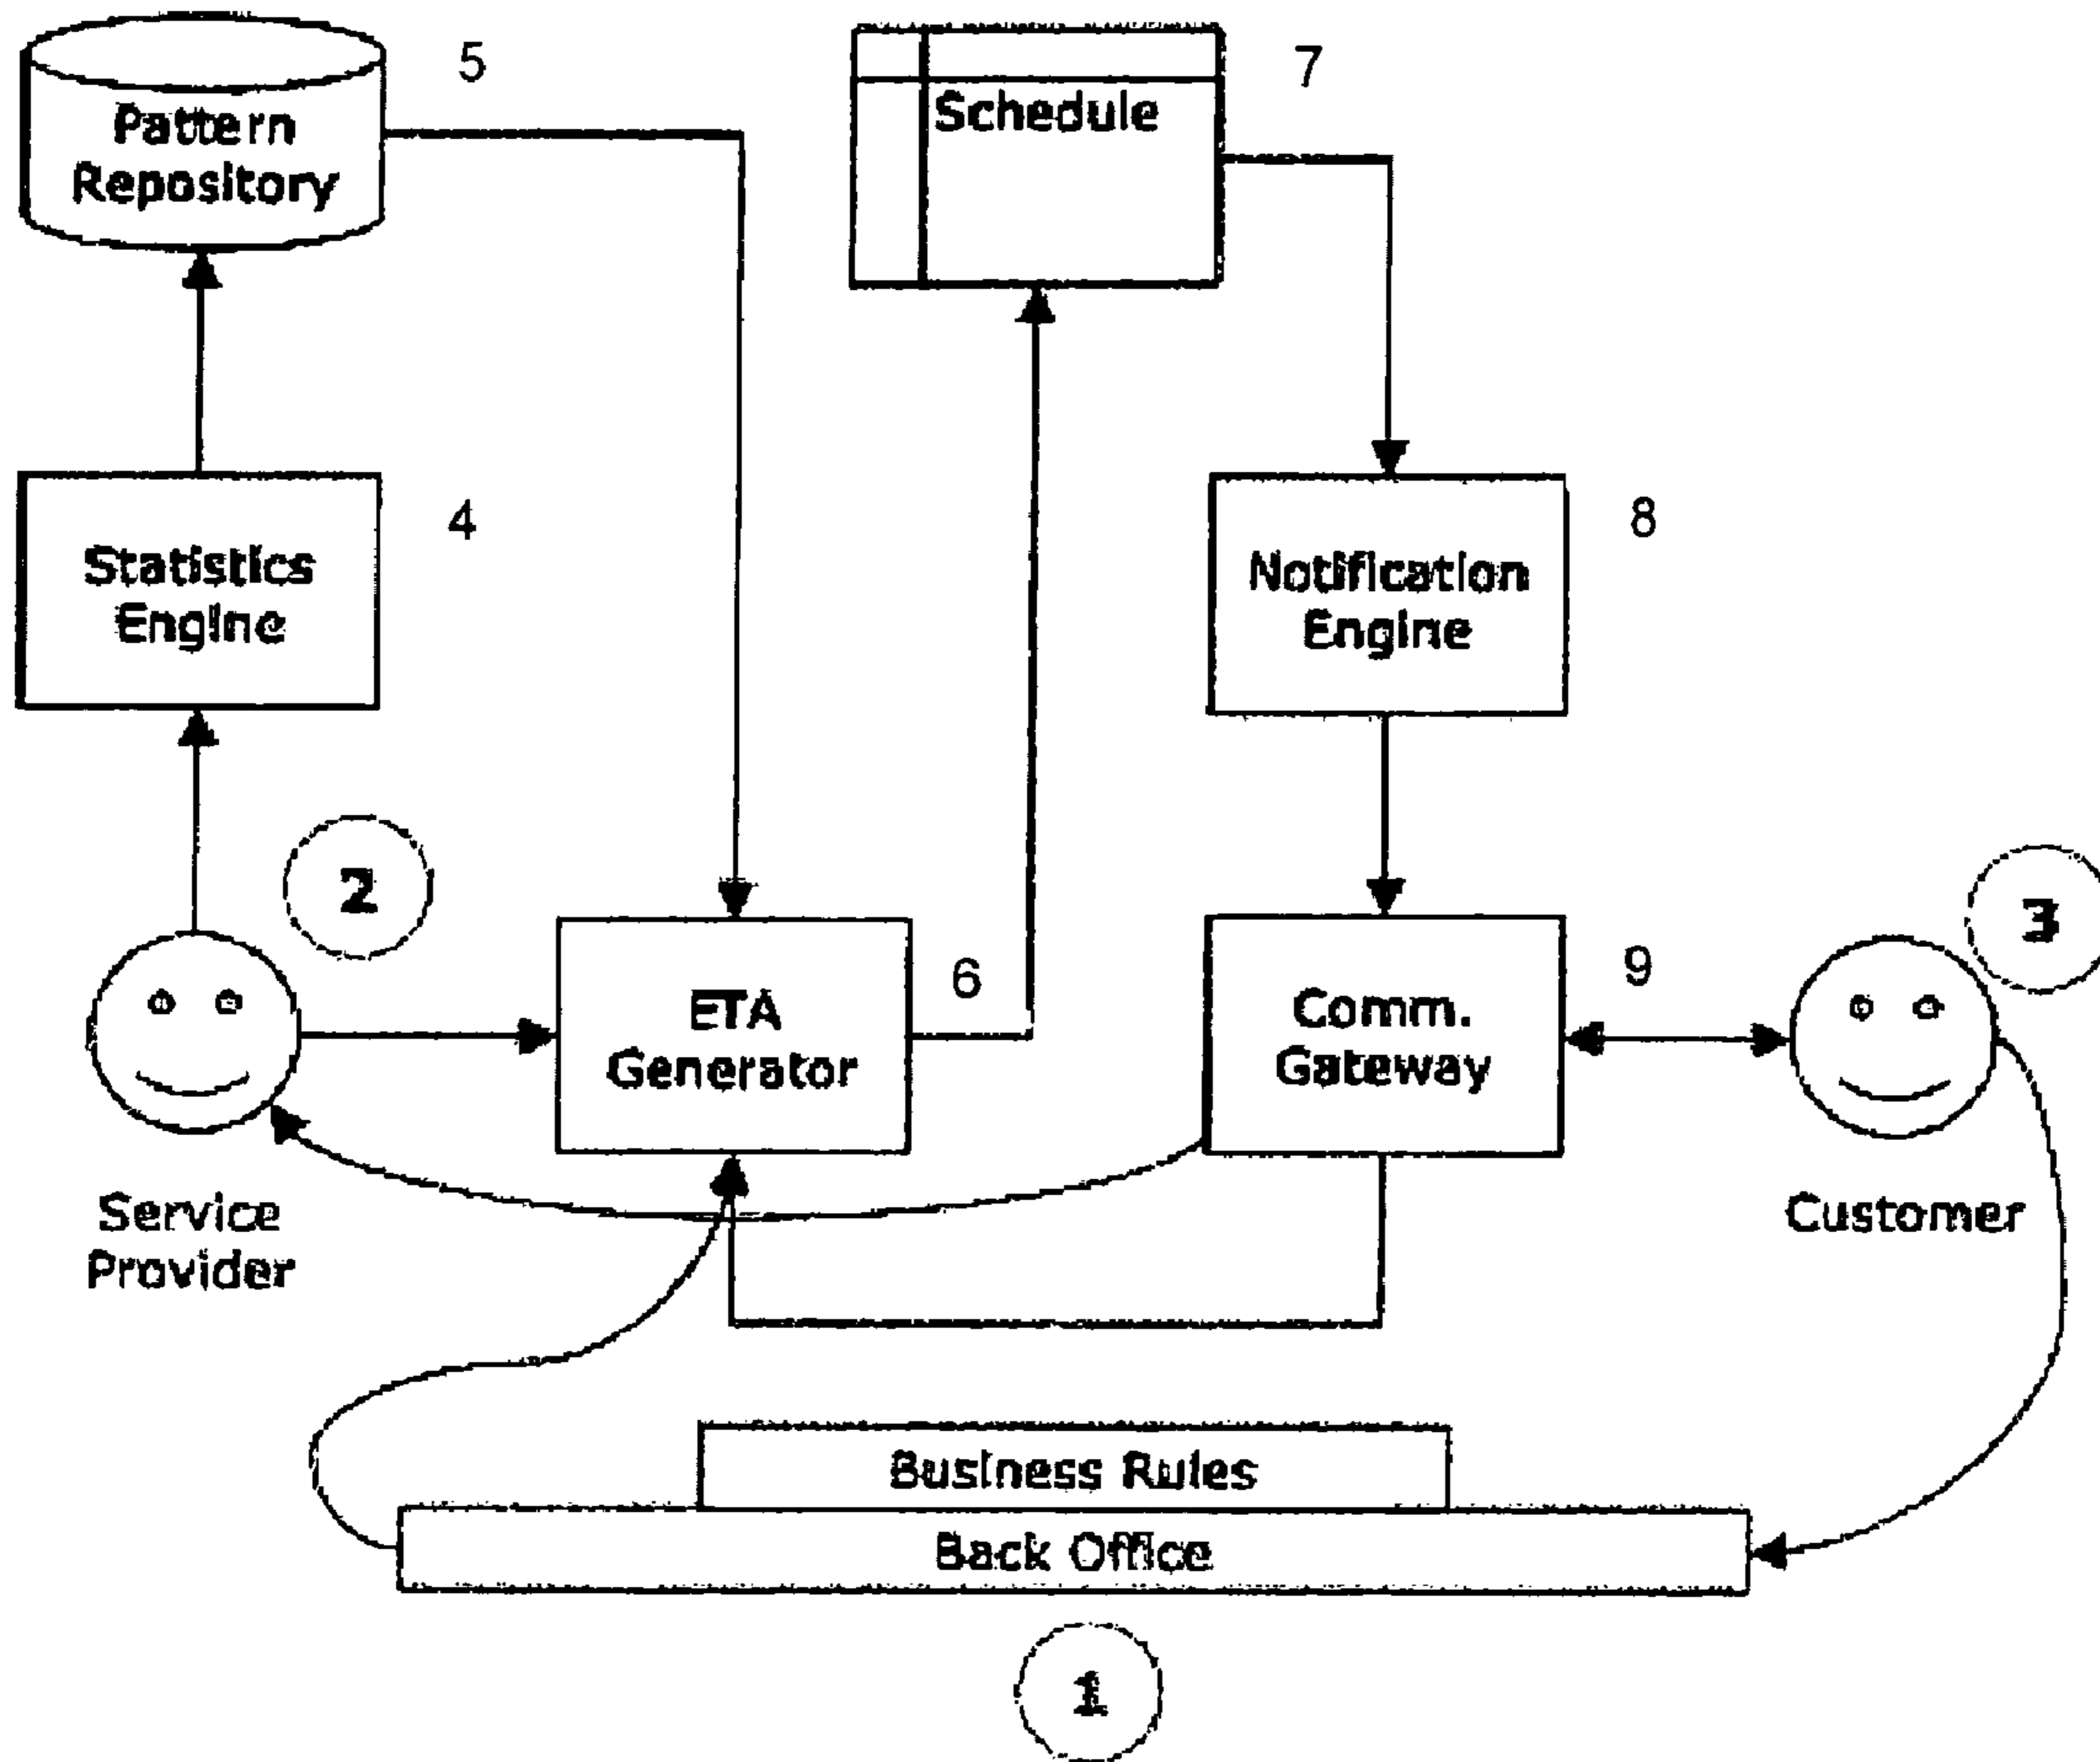 5
Pattern
Repository
7
Schedule
4
Statistics
Engine
8
Notification
Engine
2
3
6
ETA
Generator
9
Comm.
Gateway
Service
Provider
Customer
Business Rules
Back Office
1